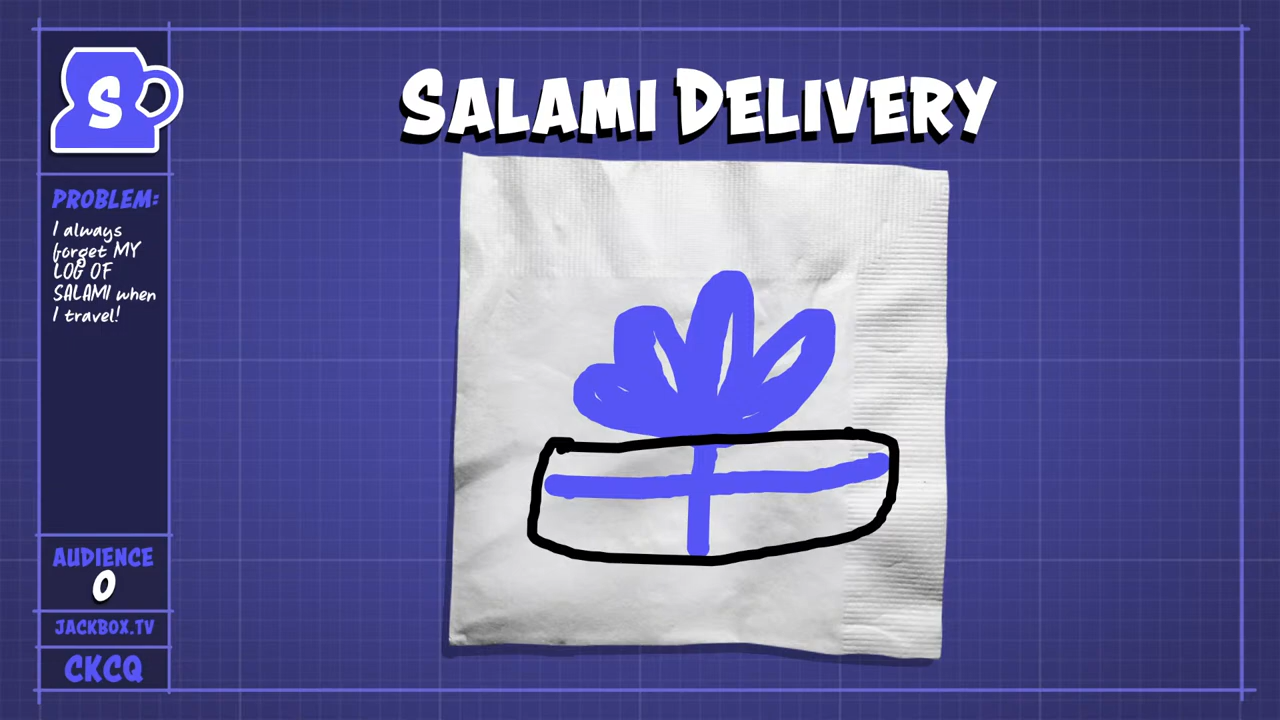 S
SALAMI DELIVERY
PROBLEM:
I always
forget MY
LOG OF
SALAMI when
I travel!
AUDIENCE
0
JACKBOX.TV
CKCQ